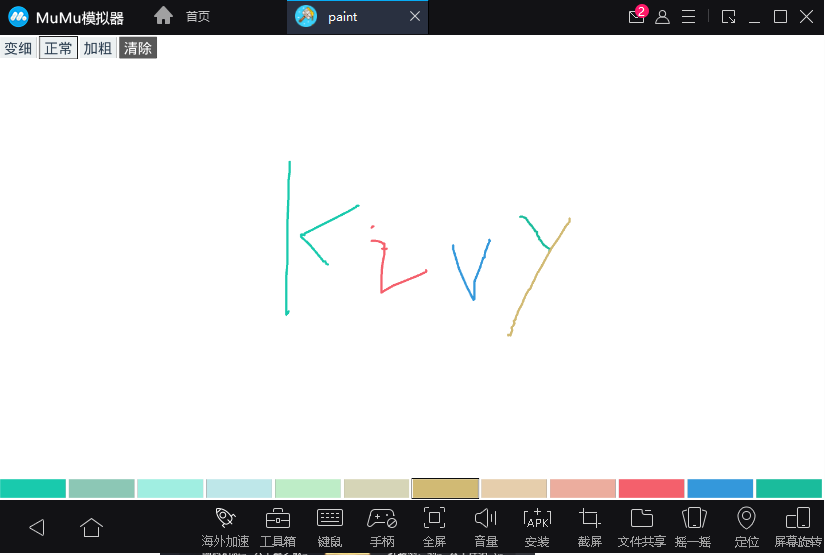 MuMu模拟器 首页 paint 2
变细 正常 加粗 清除
Kivy
海外加速 工具箱 键鼠 手柄 全屏 音量 APK 安装 截屏 文件共享 摇一摇 定位 屏幕旋转